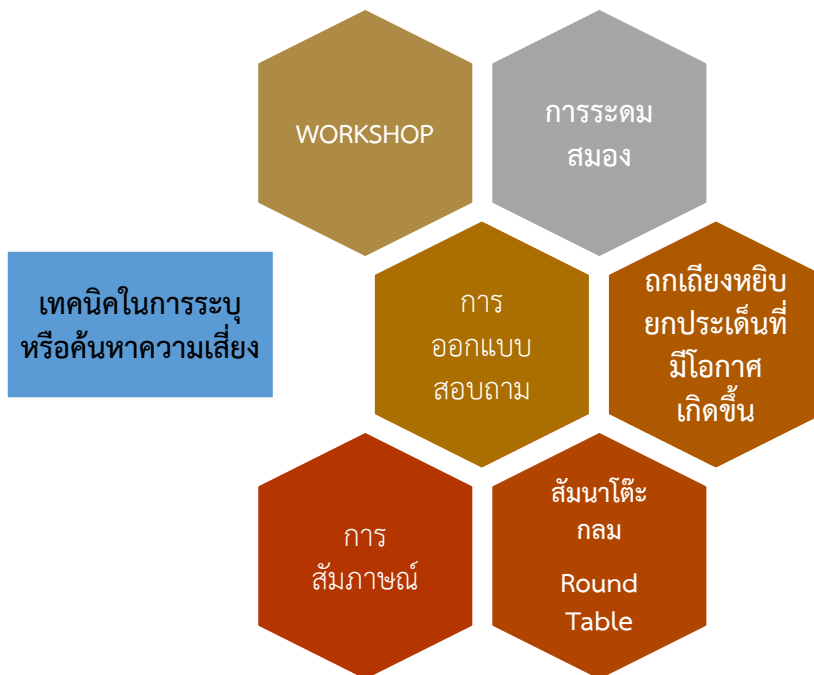 WORKSHOP
การระดม
สมอง
เทคนิคในการระบุ
หรือค้นหาความเสี่ยง
การ
ออกแบบ
สอบถาม
ถกเถียงหยิบ
ยกประเด็นที่
มีโอกาส
เกิดขึ้น
การ
สัมภาษณ์
สัมนาโต๊ะ
กลม
Round
Table